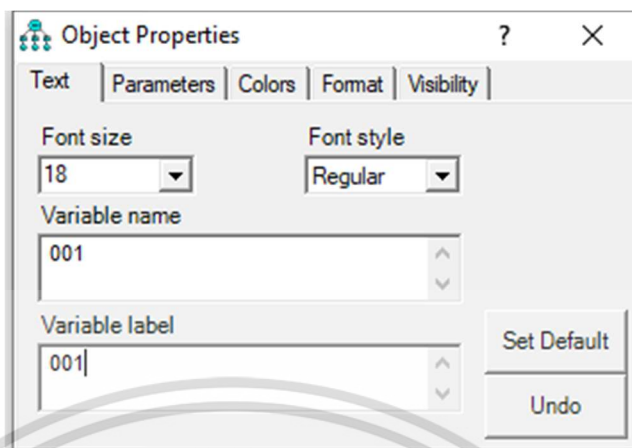 Object Properties ? ×
Text Parameters Colors Format Visibility
Font size Font style
18 Regular
Variable name
001
Variable label
001
Set Default
Undo